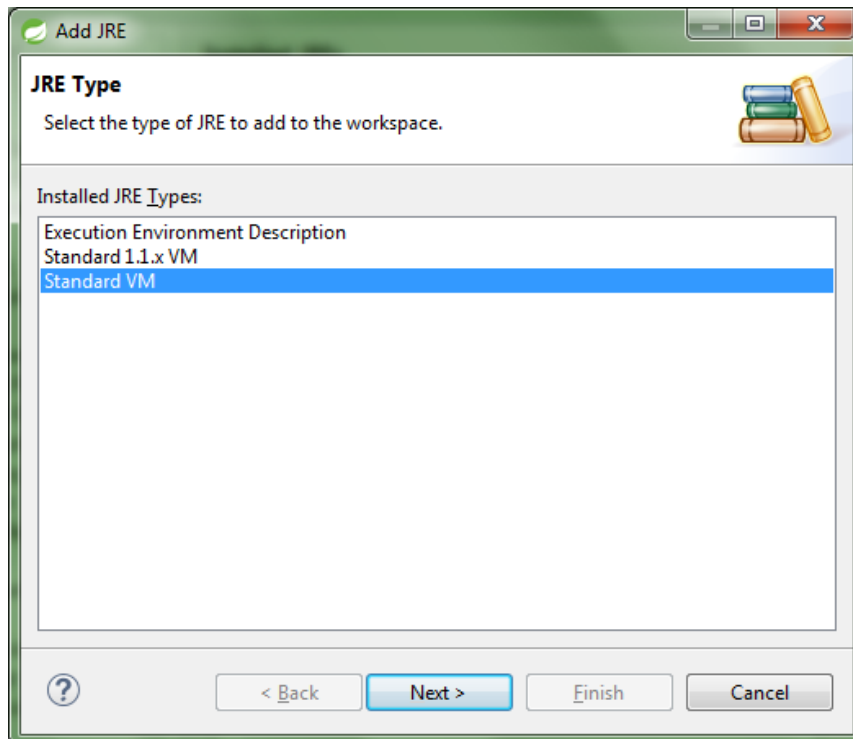 Add JRE
JRE Type
Select the type of JRE to add to the workspace.
Installed JRE Types:
Execution Environment Description
Standard 1.1.x VM
Standard VM
< Back
Next >
Finish
Cancel